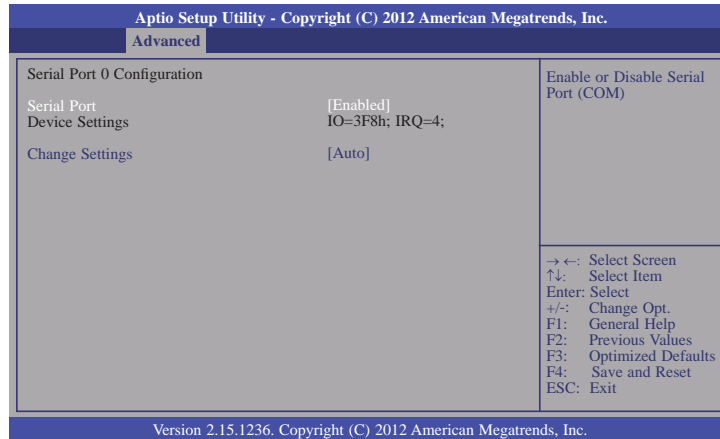 Aptio Setup Utility - Copyright (C) 2012 American Megatrends, Inc.
Advanced
Serial Port 0 Configuration
Serial Port [Enabled]
Device Settings IO=3F8h; IRQ=4;
Change Settings [Auto]
Enable or Disable Serial
Port (COM)
→←: Select Screen
↑↓: Select Item
Enter: Select
+/-: Change Opt.
F1: General Help
F2: Previous Values
F3: Optimized Defaults
F4: Save and Reset
ESC: Exit
Version 2.15.1236. Copyright (C) 2012 American Megatrends, Inc.